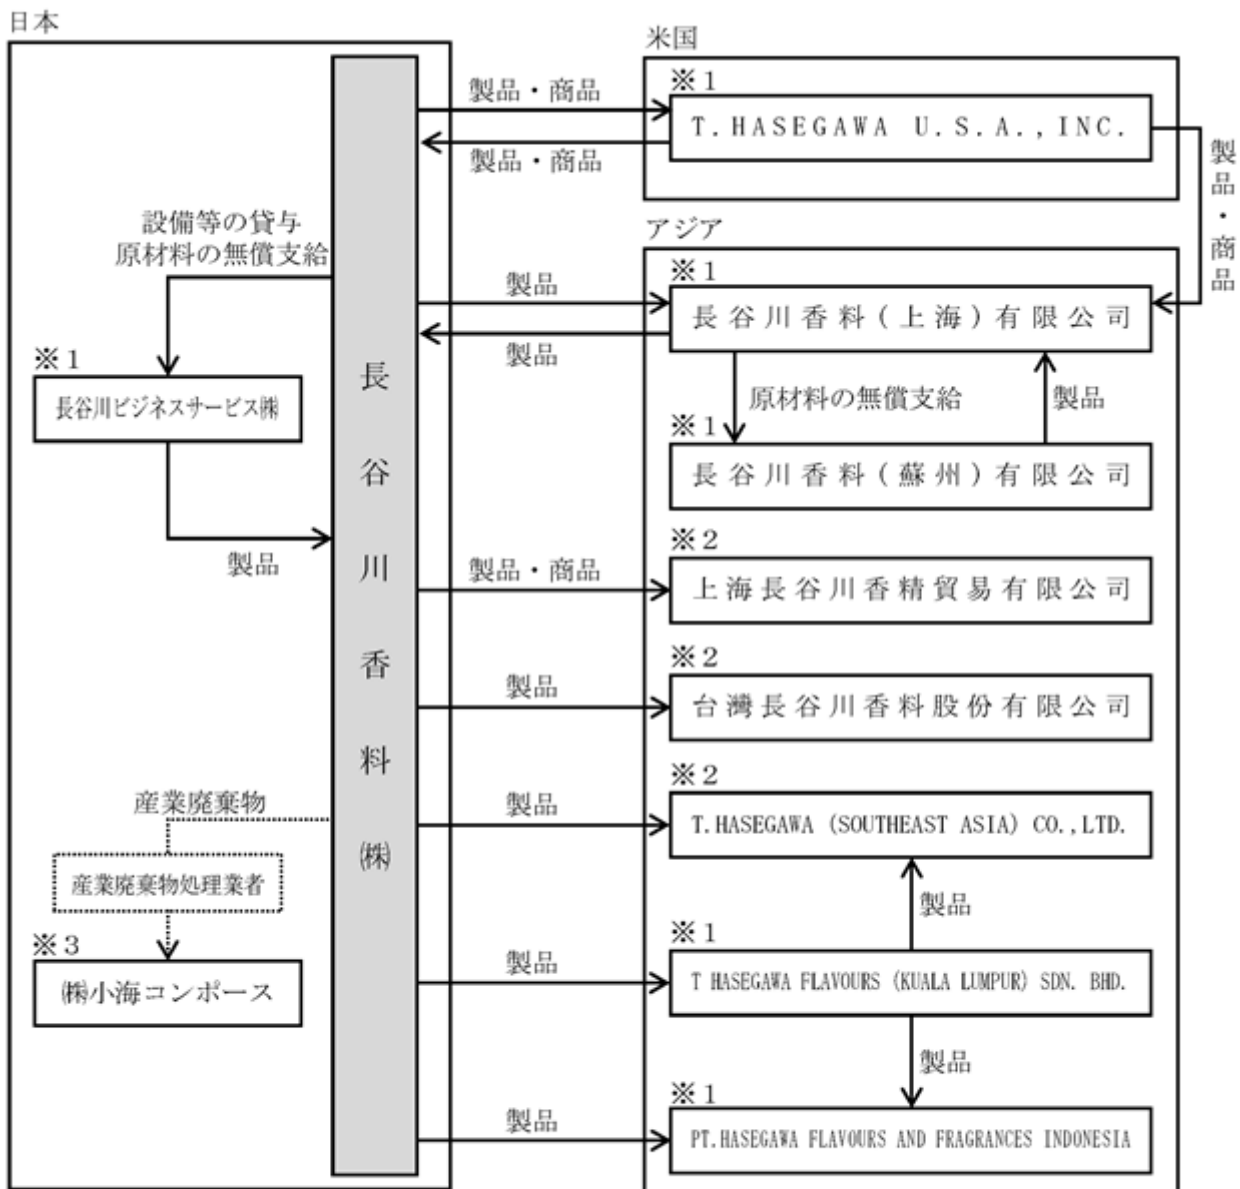 日本
長谷川香料㈱
設備等の貸与
原材料の無償支給
※1
長谷川ビジネスサービス㈱
製品
産業廃棄物
産業廃棄物処理業者
※3
㈱小海コンポース
製品・商品
製品・商品
製品
製品
製品・商品
製品
製品
製品
製品
米国
※1
T.HASEGAWA U.S.A.,INC.
製品・商品
アジア
※1
長谷川香料(上海)有限公司
原材料の無償支給
製品
※1
長谷川香料(蘇州)有限公司
※2
上海長谷川香精貿易有限公司
※2
台灣長谷川香料股份有限公司
※2
T.HASEGAWA (SOUTHEAST ASIA) CO.,LTD.
製品
※1
T HASEGAWA FLAVOURS (KUALA LUMPUR) SDN. BHD.
製品
※1
PT.HASEGAWA FLAVOURS AND FRAGRANCES INDONESIA